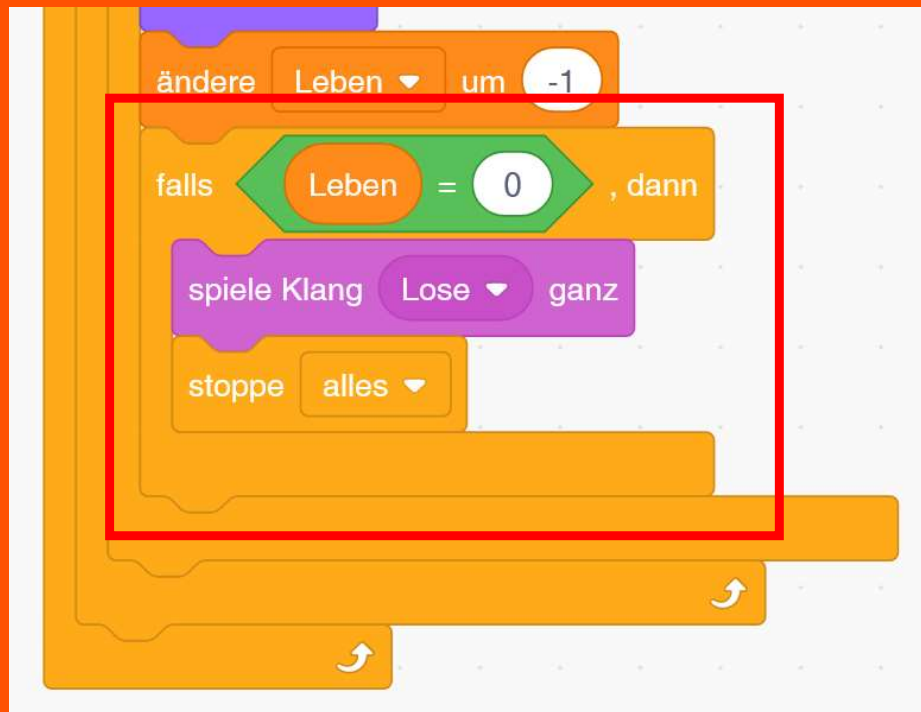 ändere Leben um -1
falls Leben = 0 , dann
spiele Klang Lose ganz
stoppe alles